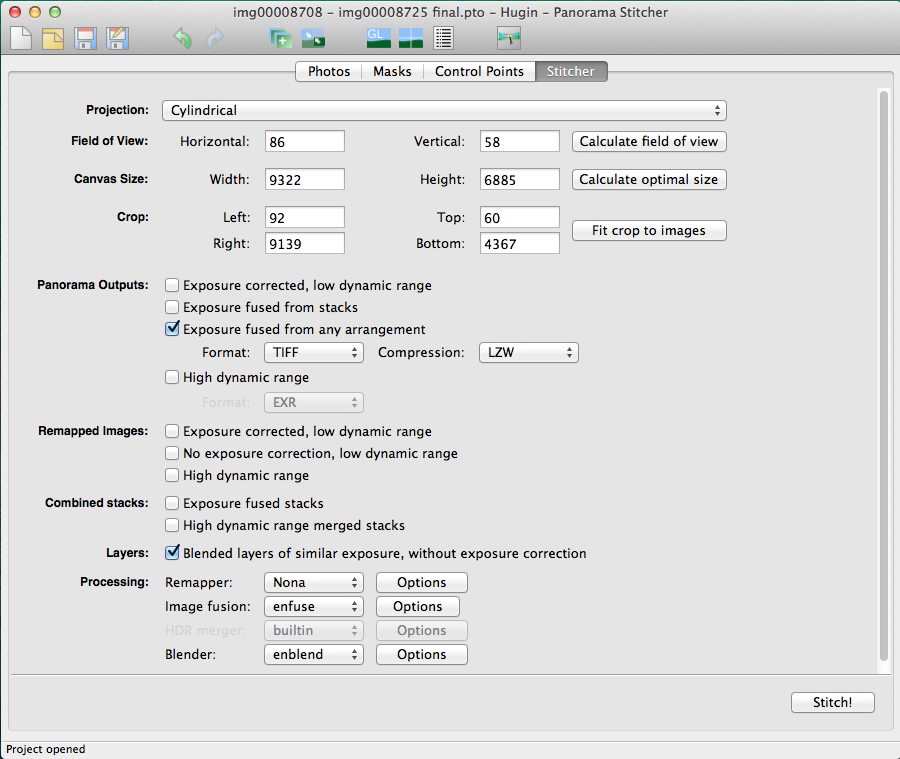 img00008708 – img00008725 final.pto – Hugin – Panorama Stitcher
GL
Photos Masks Control Points Stitcher
Projection: Cylindrical
Field of View: Horizontal: 86 Vertical: 58 Calculate field of view
Canvas Size: Width: 9322 Height: 6885 Calculate optimal size
Crop: Left: 92 Top: 60
Fit crop to images
Right: 9139 Bottom: 4367
Panorama Outputs: Exposure corrected, low dynamic range
Exposure fused from stacks
Exposure fused from any arrangement
Format: TIFF Compression: LZW
High dynamic range
Format: EXR
Remapped Images: Exposure corrected, low dynamic range
No exposure correction, low dynamic range
High dynamic range
Combined stacks: Exposure fused stacks
High dynamic range merged stacks
Layers: Blended layers of similar exposure, without exposure correction
Processing: Remapper: Nona Options
Image fusion: enfuse Options
HDR merger: builtin Options
Blender: enblend Options
Stitch!
Project opened